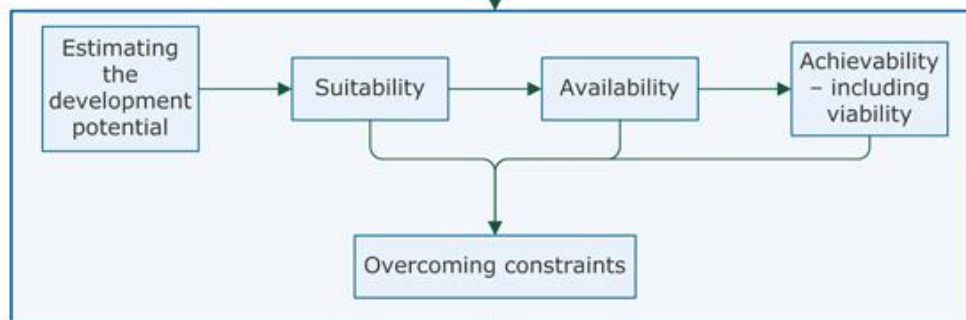 Estimating
the
development
potential
Suitability
Availability
Achievability
– including
viability
Overcoming constraints